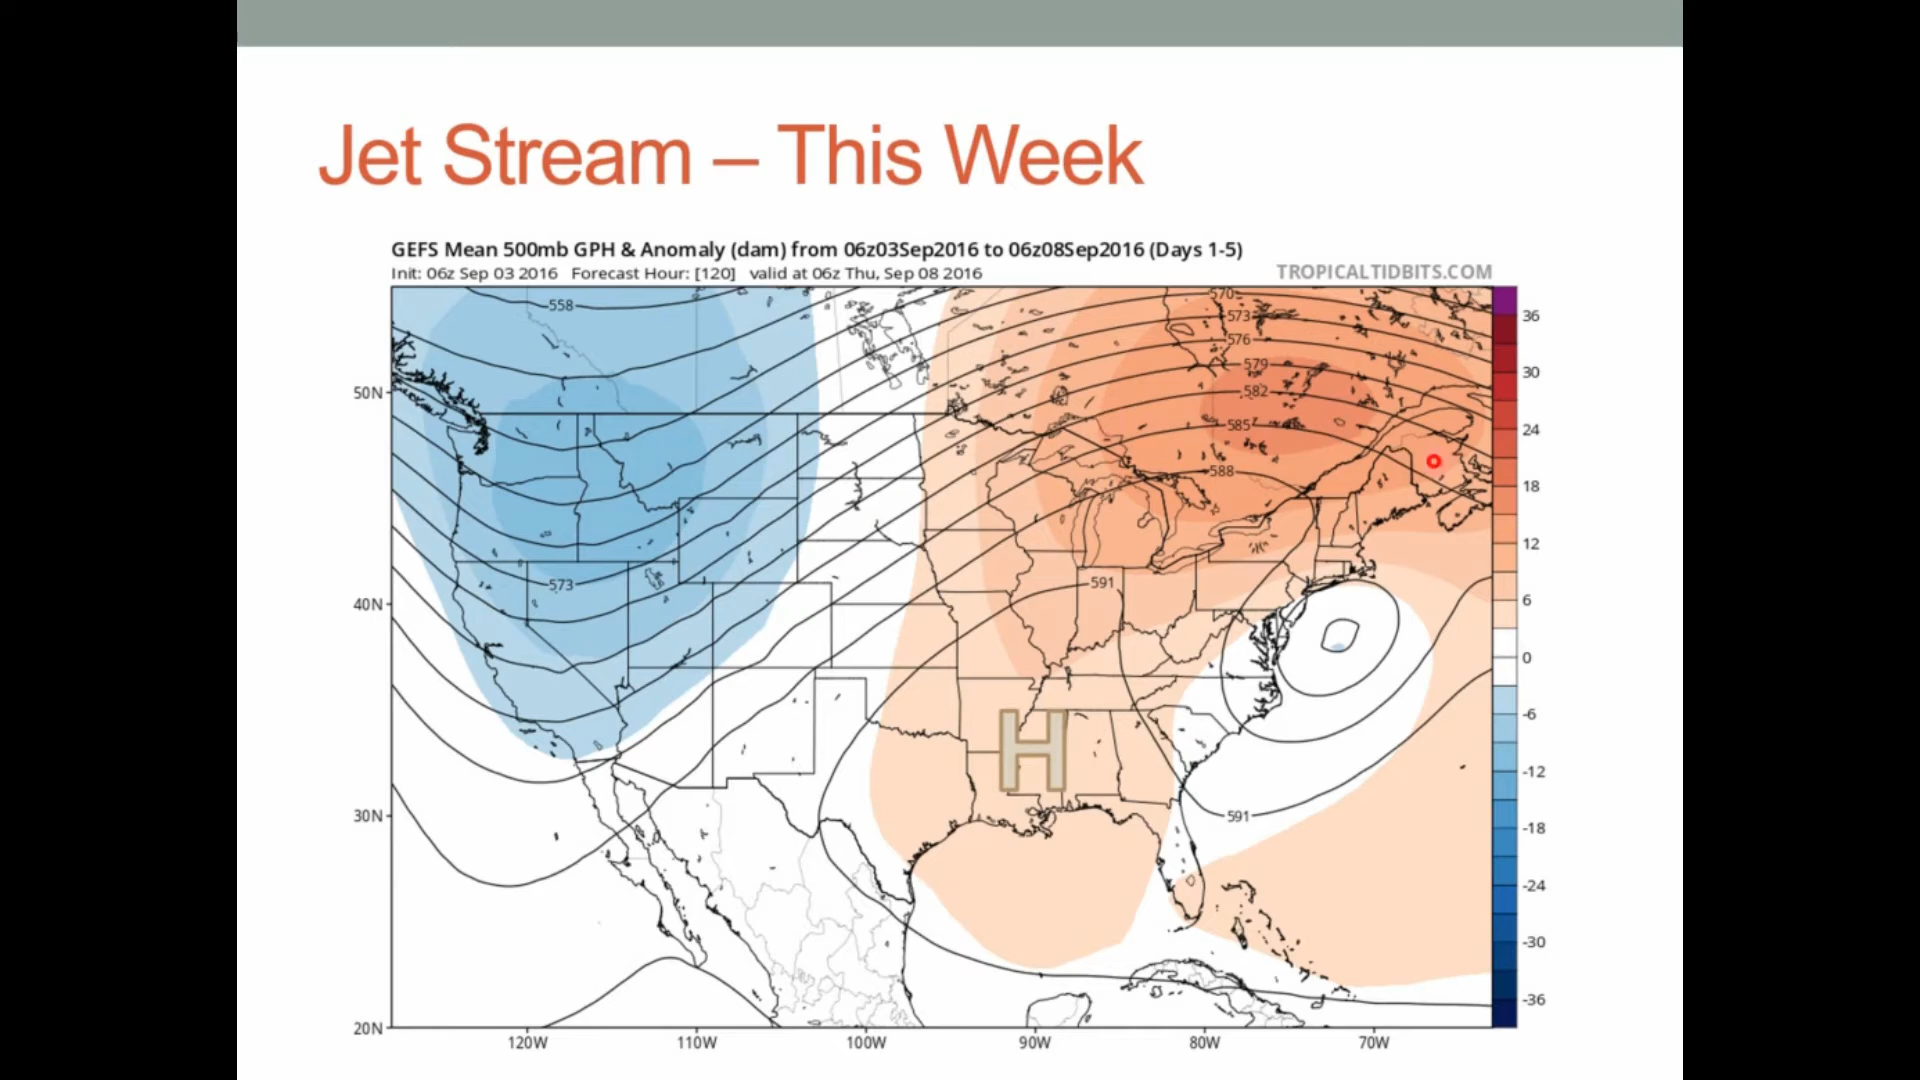 Jet Stream – This Week
GEFS Mean 500mb GPH & Anomaly (dam) from 06z03Sep2016 to 06z08Sep2016 (Days 1-5)
Init: 06z Sep 03 2016 Forecast Hour: [120] valid at 06z Thu, Sep 08 2016
TROPICALTIDBITS.COM
558
570
573
576
579
582
585
588
573
591
H
591
50N
40N
30N
20N
120W
110W
100W
90W
80W
70W
36
30
24
18
12
6
0
-6
-12
-18
-24
-30
-36